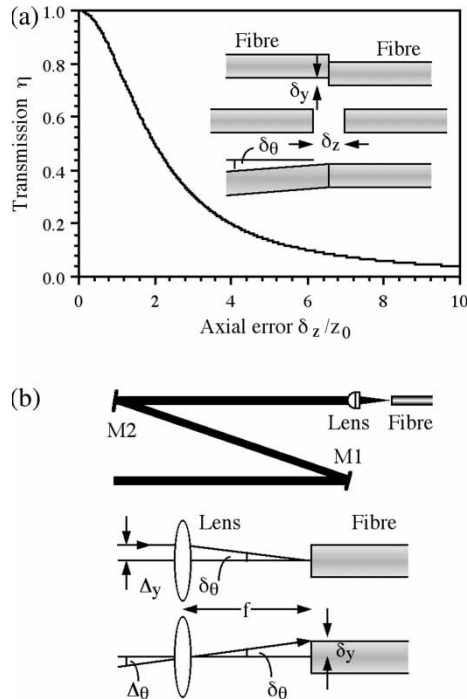 (a)
1.0
0.8
0.6
0.4
0.2
0.0
Transmission η
Fibre
Fibre
δy
δz
δθ
0 2 4 6 8 10
Axial error δz/z0
(b)
M2
Lens
Fibre
M1
Lens
Fibre
Δy
δθ
f
Δθ
δθ
δy